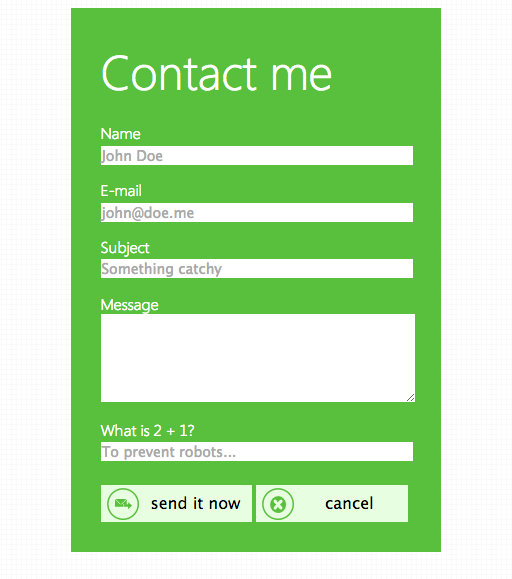 Contact me
Name
John Doe
E-mail
john@doe.me
Subject
Something catchy
Message
What is 2 + 1?
To prevent robots...
send it now
cancel